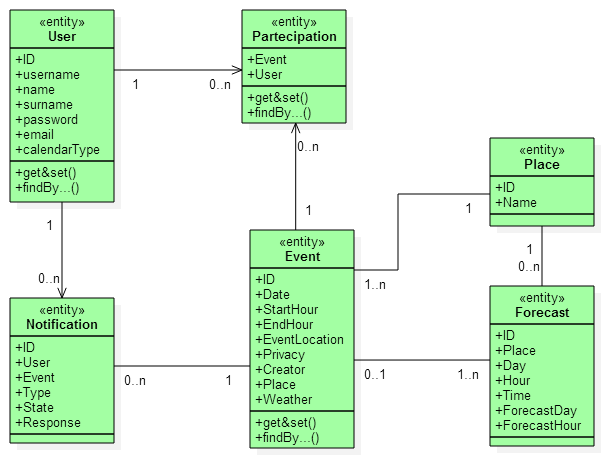 «entity»
User
+ID
+username
+name
+surname
+password
+email
+calendarType
+get&set()
+findBy...()
«entity»
Partecipation
+Event
+User
+get&set()
+findBy...()
1
0..n
0..n
1
«entity»
Place
+ID
+Name
1
1..n
1
0..n
1
0..n
«entity»
Event
+ID
+Date
+StartHour
+EndHour
+EventLocation
+Privacy
+Creator
+Place
+Weather
+get&set()
+findBy...()
«entity»
Notification
+ID
+User
+Event
+Type
+State
+Response
0..n
1
0..1
1..n
«entity»
Forecast
+ID
+Place
+Day
+Hour
+Time
+ForecastDay
+ForecastHour